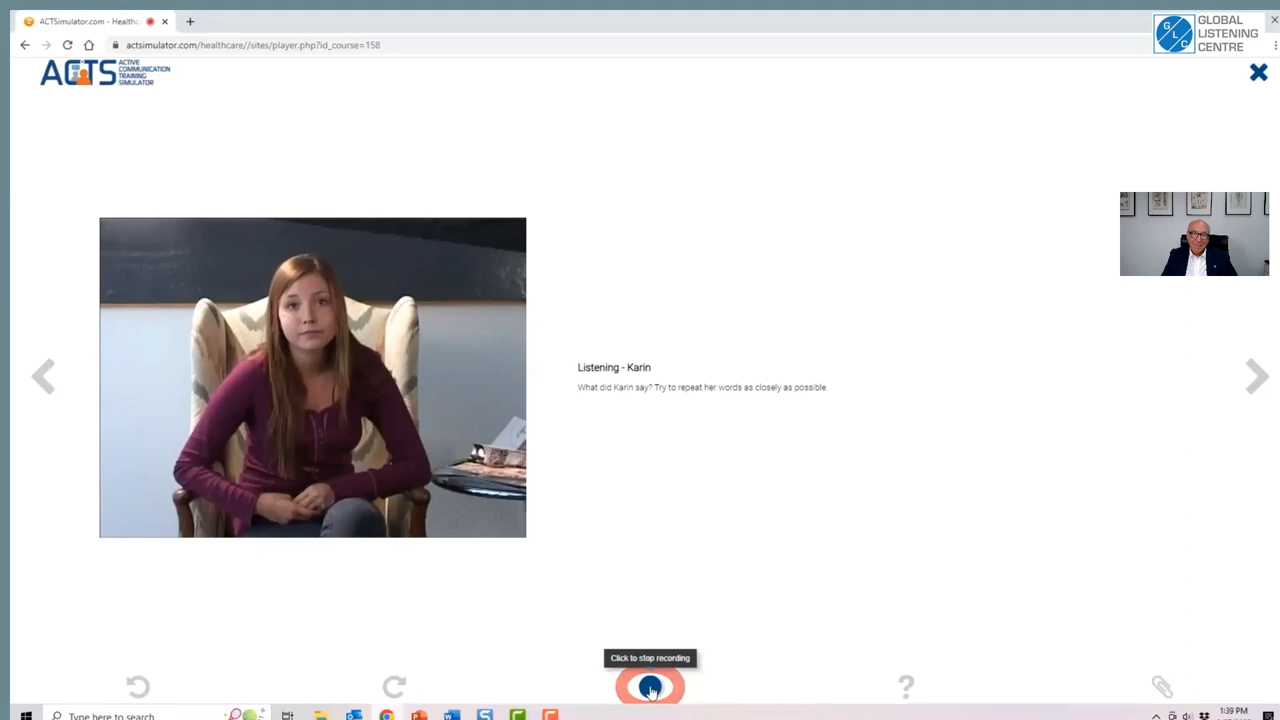 ACTSimulator.com - Healthc
actsimulator.com/healthcare//sites/player.php?id_course=158
GLC
GLOBAL
LISTENING
CENTRE
ACTS
ACTIVE
COMMUNICATION
TRAINING
SIMULATOR
Listening - Karin
What did Karin say? Try to repeat her words as closely as possible.
Click to stop recording
Type here to search
1:39 PM